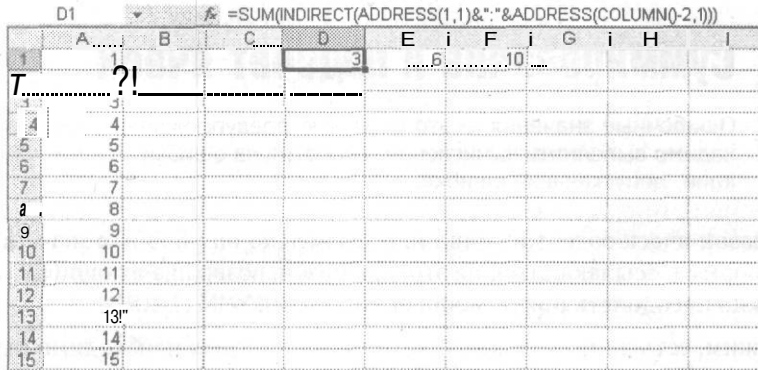 D1 fx =SUM(INDIRECT(ADDRESS(1,1)&":"&ADDRESS(COLUMN()-2,1)))
A B C D E i F i G i H I
1 1 3 6 10
T ?!
3 3
4 4
5 5
6 6
7 7
a . 8
9 9
10 10
11 11
12 12
13 13!"
14 14
15 15